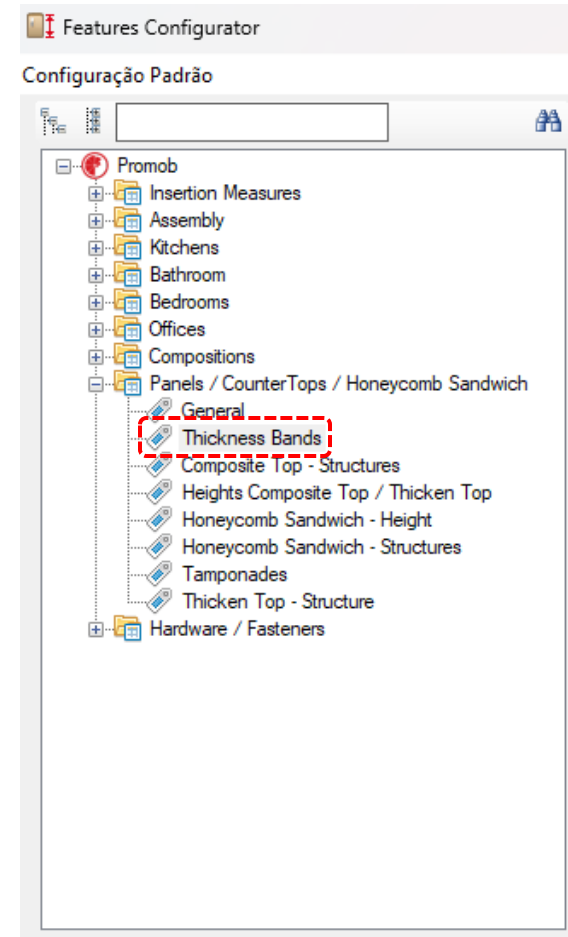 Features Configurator
Configuração Padrão
Promob
Insertion Measures
Assembly
Kitchens
Bathroom
Bedrooms
Offices
Compositions
Panels / CounterTops / Honeycomb Sandwich
General
Thickness Bands
Composite Top - Structures
Heights Composite Top / Thicken Top
Honeycomb Sandwich - Height
Honeycomb Sandwich - Structures
Tamponades
Thicken Top - Structure
Hardware / Fasteners